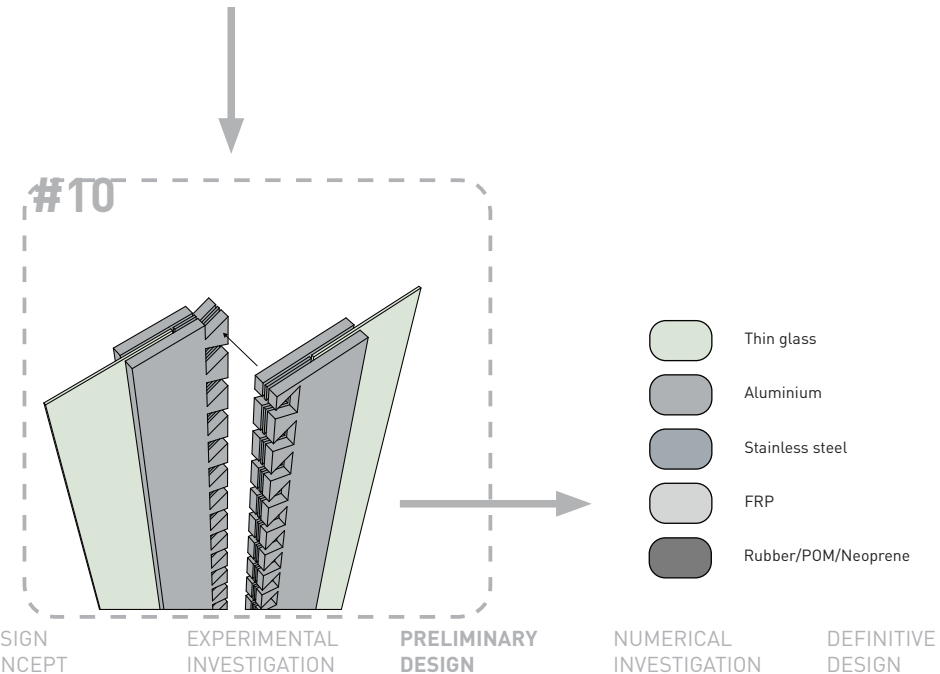 #10
Thin glass
Aluminium
Stainless steel
FRP
Rubber/POM/Neoprene
SIGN
NCEPT
EXPERIMENTAL
INVESTIGATION
PRELIMINARY
DESIGN
NUMERICAL
INVESTIGATION
DEFINITIVE
DESIGN